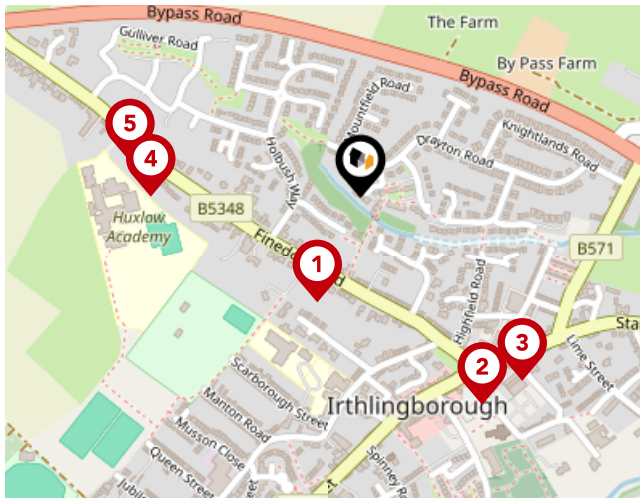 Bypass Road
The Farm
Gulliver Road
By Pass Farm
Bypass Road
Mountfield Road
Knightlands Road
Drayton Road
5
4
Holbush Way
Huxlow
Academy
B5348
B571
1
Highfield Road
Sta
3
2
Lime Street
Scarborough Street
Irthlingborough
Manton Road
Musson Close
Queen Street
Spinney Road